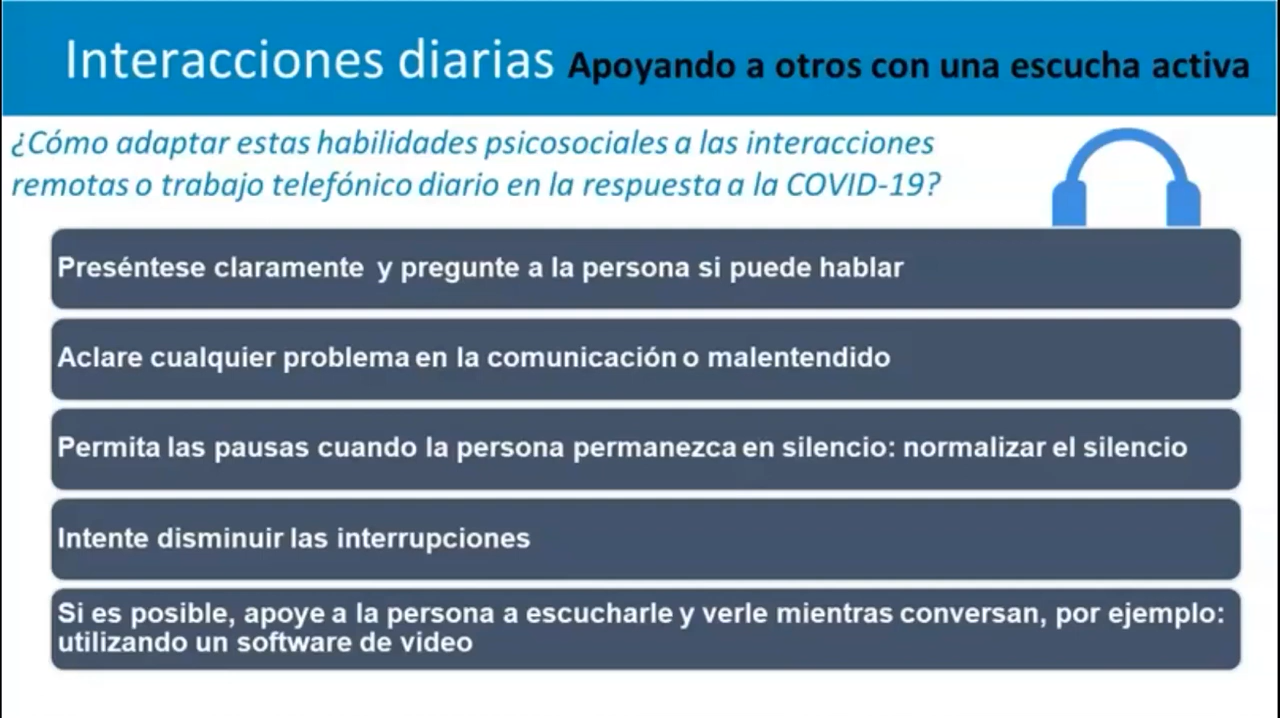 Interacciones diarias Apoyando a otros con una escucha activa
¿Cómo adaptar estas habilidades psicosociales a las interacciones
remotas o trabajo telefónico diario en la respuesta a la COVID-19?
Preséntese claramente y pregunte a la persona si puede hablar
Aclare cualquier problema en la comunicación o malentendido
Permita las pausas cuando la persona permanezca en silencio: normalizar el silencio
Intente disminuir las interrupciones
Si es posible, apoye a la persona a escucharle y verle mientras conversan, por ejemplo:
utilizando un software de video